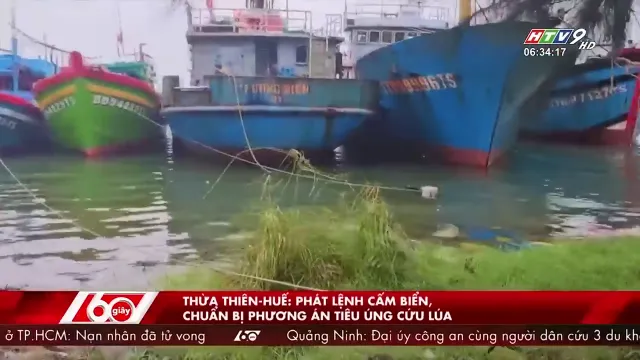 HTV9 HD
06:34:17
60 giây
THỪA THIÊN-HUẾ: PHÁT LỆNH CẤM BIỂN,
CHUẨN BỊ PHƯƠNG ÁN TIÊU ÚNG CỨU LÚA
ở TP.HCM: Nạn nhân đã tử vong
Quảng Ninh: Đại úy công an cùng người dân cứu 3 du kh